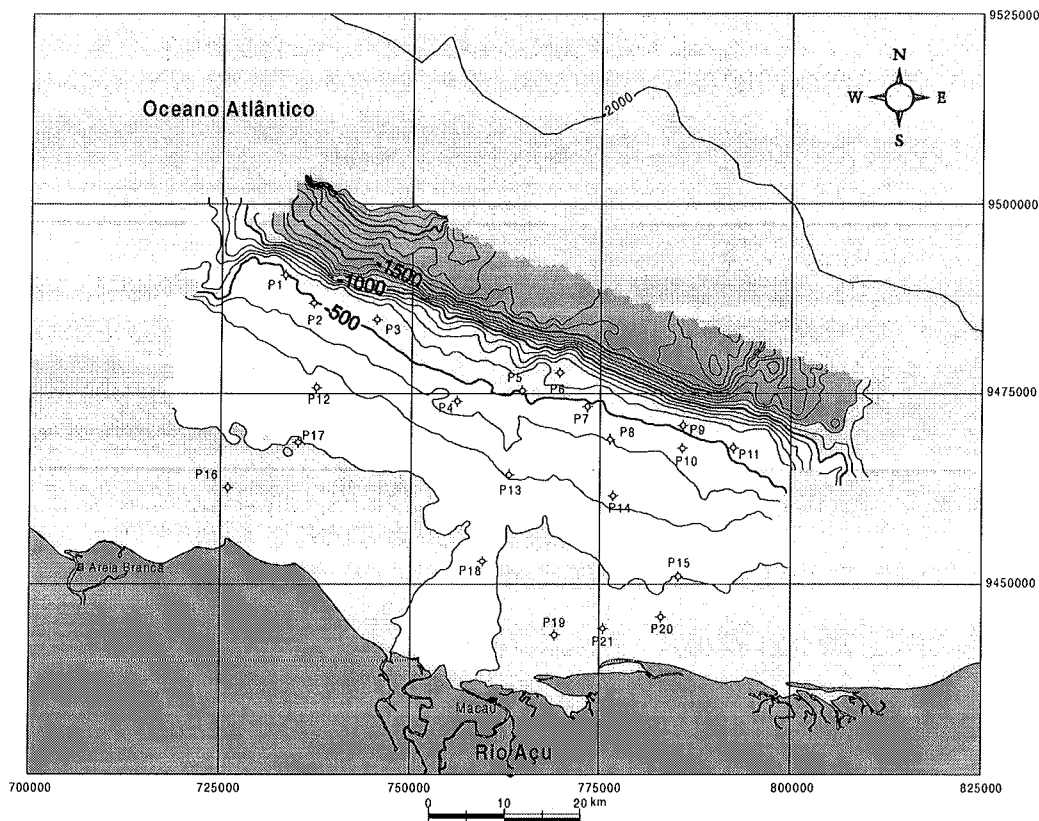 9525000
N
W E
S
Oceano Atlântico
-2000
9500000
-1500
-1000
P1
-500
P2
P3
P5
P6
9475000
P12
P4
P7
P8
P9
P17
P10
P11
P16
P13
P14
Areia Branca
P18
P15
9450000
P19
P21
P20
Macau
Rio Açu
700000 725000 750000 775000 800000 825000
0 10 20 km